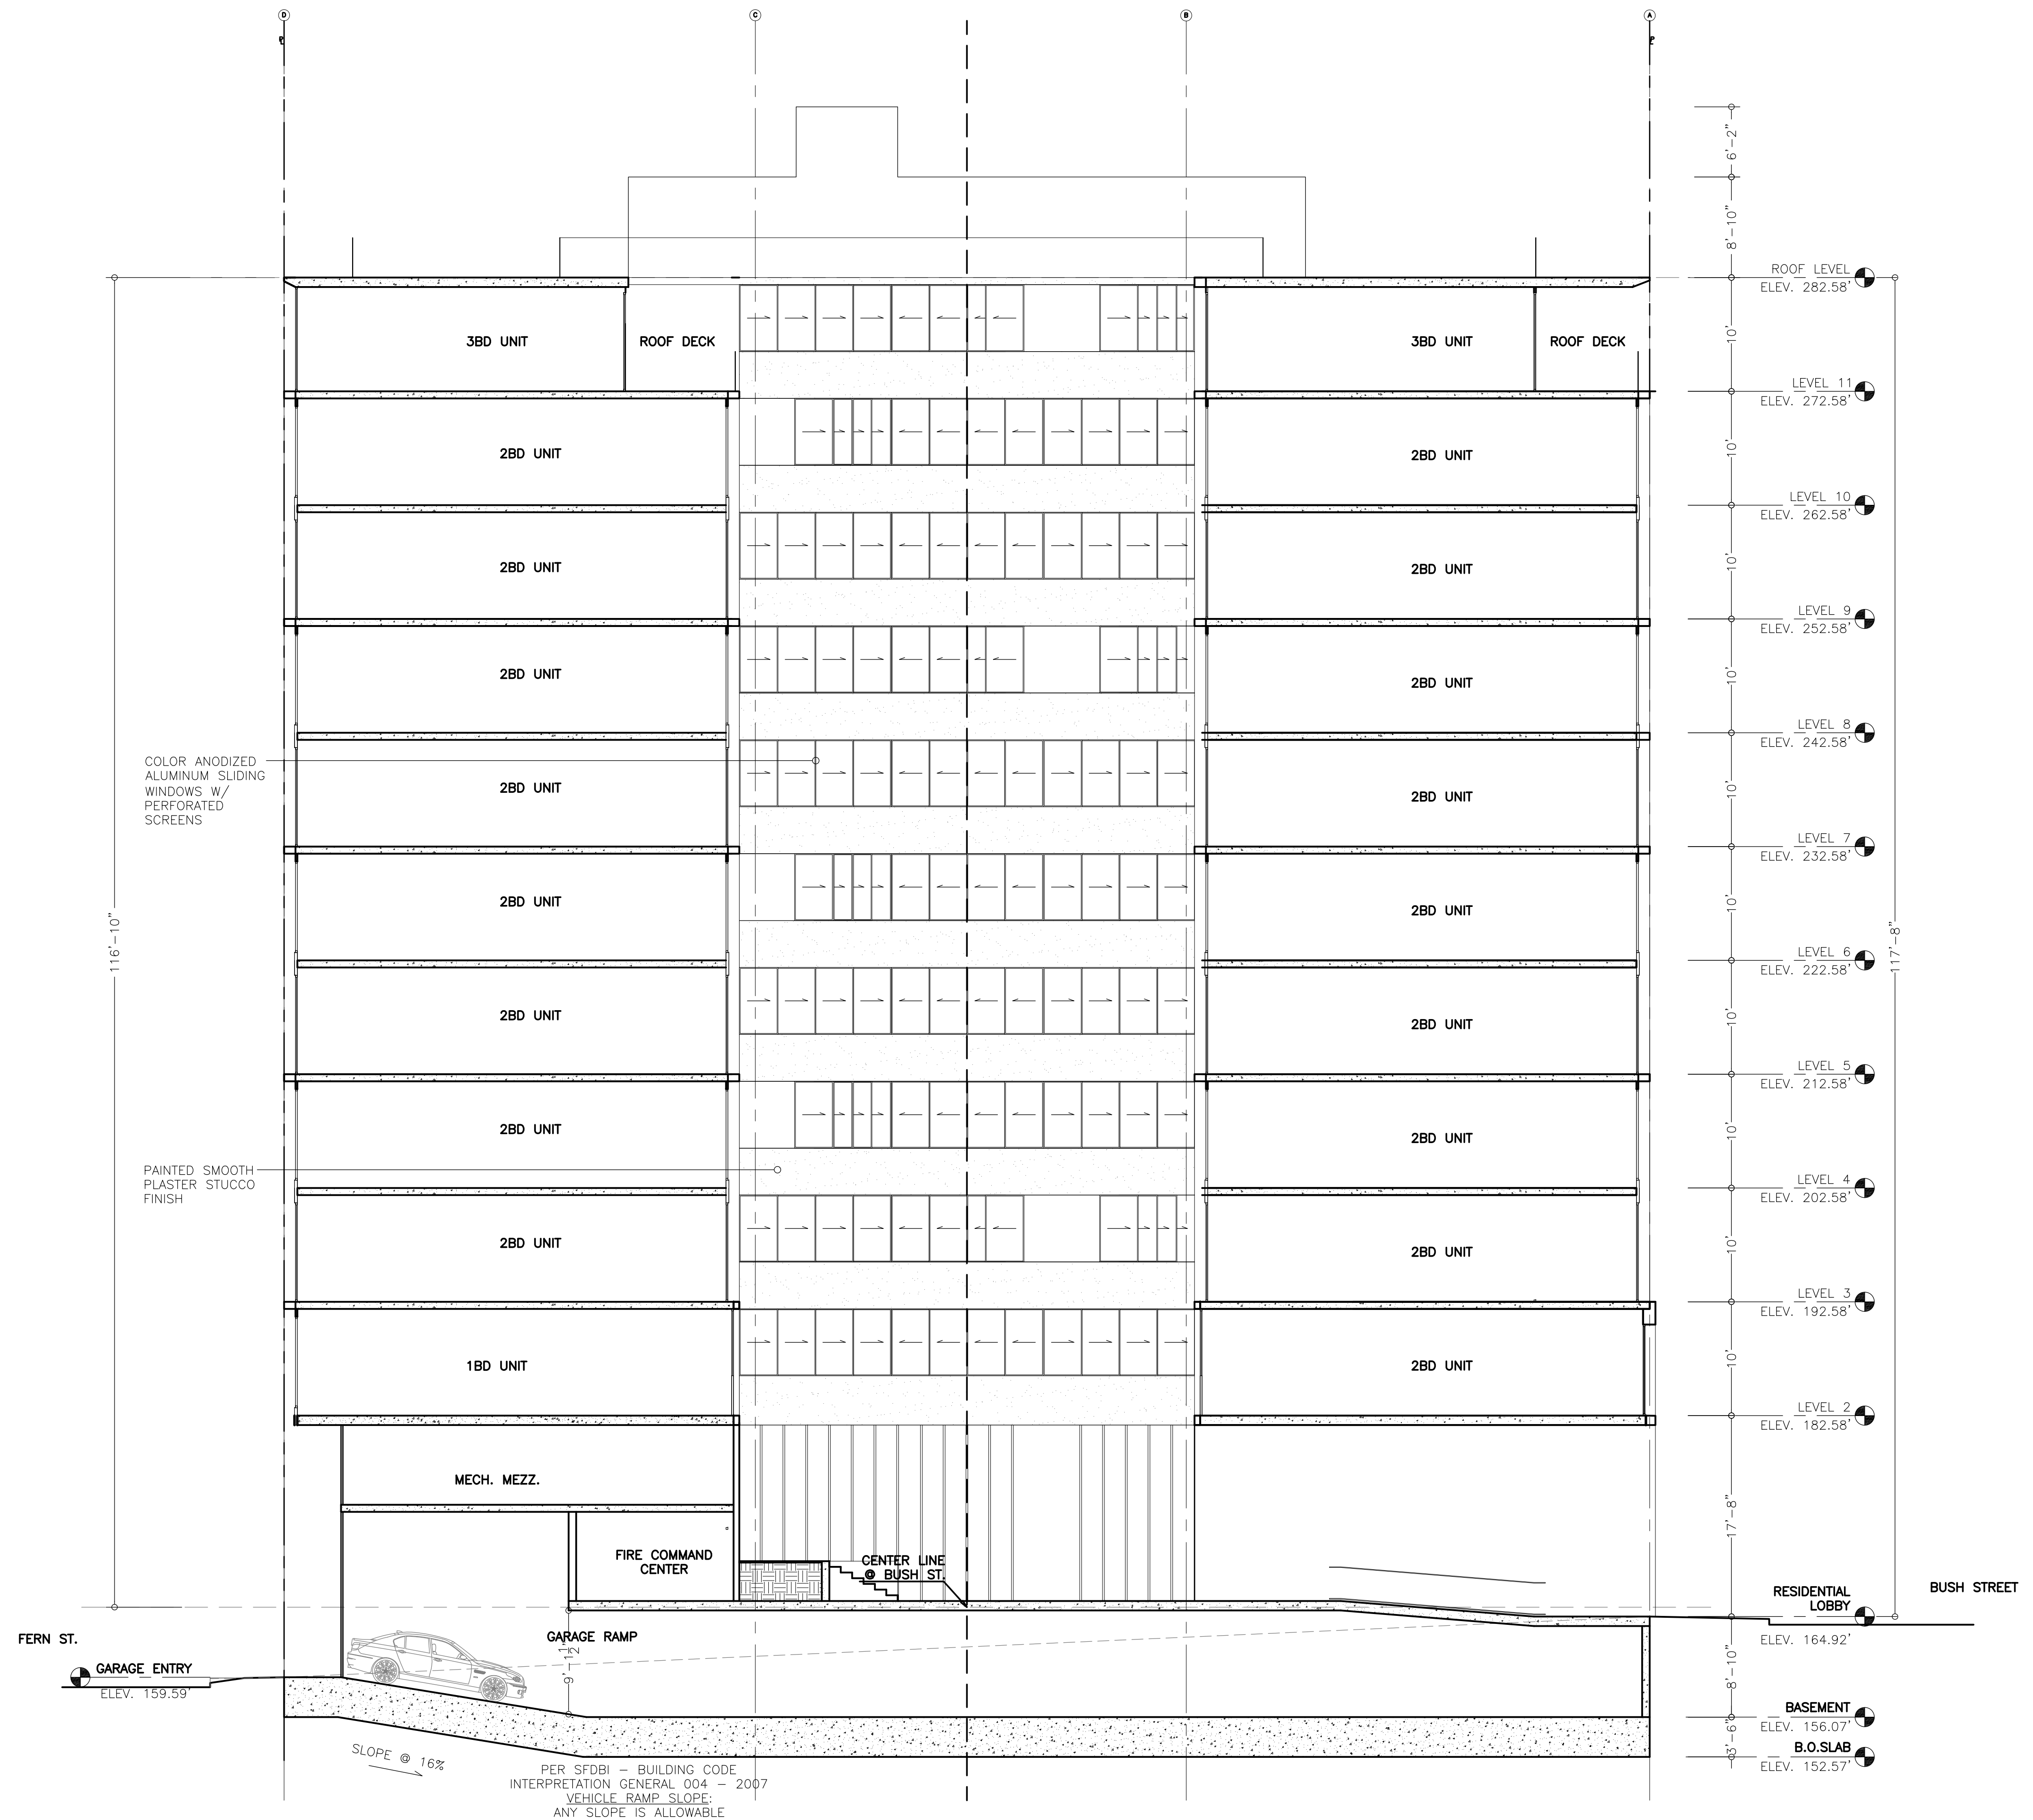 D
C
B
A
6'-2"
8'-10"
ROOF LEVEL
ELEV. 282.58'
3BD UNIT
ROOF DECK
3BD UNIT
ROOF DECK
10'
LEVEL 11
ELEV. 272.58'
2BD UNIT
2BD UNIT
10'
LEVEL 10
ELEV. 262.58'
2BD UNIT
2BD UNIT
10'
LEVEL 9
ELEV. 252.58'
2BD UNIT
2BD UNIT
10'
LEVEL 8
ELEV. 242.58'
COLOR ANODIZED
ALUMINUM SLIDING
WINDOWS W/
PERFORATED
SCREENS
2BD UNIT
2BD UNIT
10'
LEVEL 7
ELEV. 232.58'
2BD UNIT
2BD UNIT
10'
116'-10"
117'-8"
LEVEL 6
ELEV. 222.58'
2BD UNIT
2BD UNIT
10'
LEVEL 5
ELEV. 212.58'
2BD UNIT
2BD UNIT
10'
PAINTED SMOOTH
PLASTER STUCCO
FINISH
LEVEL 4
ELEV. 202.58'
2BD UNIT
2BD UNIT
10'
LEVEL 3
ELEV. 192.58'
1BD UNIT
2BD UNIT
10'
LEVEL 2
ELEV. 182.58'
MECH. MEZZ.
17'-8"
FIRE COMMAND
CENTER
CENTER LINE
@ BUSH ST.
RESIDENTIAL
LOBBY
ELEV. 164.92'
BUSH STREET
FERN ST.
GARAGE RAMP
GARAGE ENTRY
ELEV. 159.59'
8'-10"
BASEMENT
ELEV. 156.07'
3'-6"
B.O.SLAB
ELEV. 152.57'
SLOPE @ 16%
PER SFDBI – BUILDING CODE
INTERPRETATION GENERAL 004 – 2007
VEHICLE RAMP SLOPE:
ANY SLOPE IS ALLOWABLE